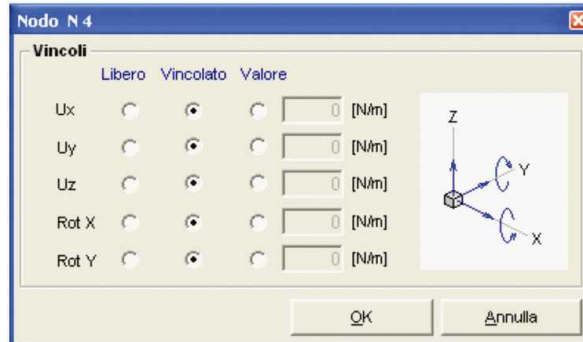 Nodo N 4
Vincoli
Libero Vincolato Valore
Ux 0 [N/m]
Uy 0 [N/m]
Uz 0 [N/m]
Rot X 0 [N/m]
Rot Y 0 [N/m]
Z
Y
X
OK Annulla